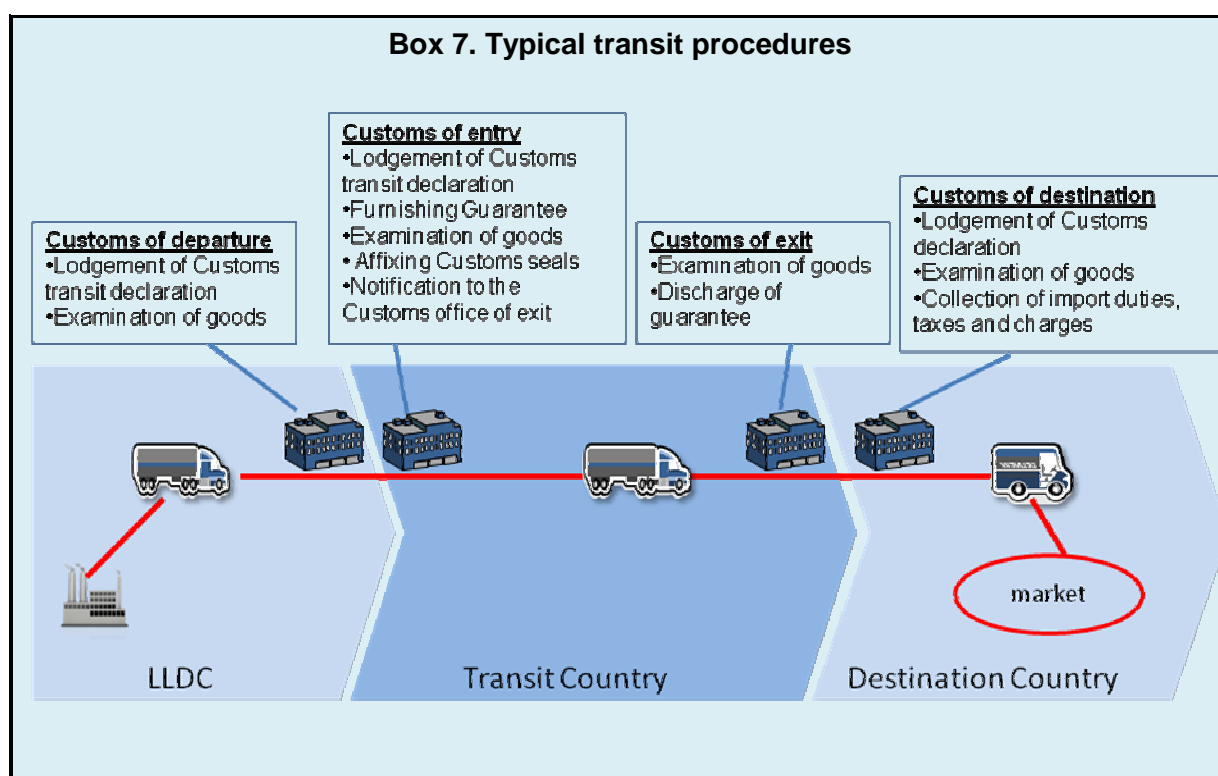 Box 7. Typical transit procedures
Customs of departure
•Lodgement of Customs
transit declaration
•Examination of goods
Customs of entry
•Lodgement of Customs
transit declaration
•Furnishing Guarantee
•Examination of goods
• Affixing Customs seals
•Notification to the
Customs office of exit
Customs of exit
•Examination of goods
•Discharge of
guarantee
Customs of destination
•Lodgement of Customs
declaration
•Examination of goods
•Collection of import duties,
taxes and charges
market
LLDC
Transit Country
Destination Country